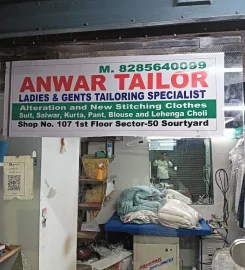 M. 8285640099
ANWAR TAILOR
LADIES & GENTS TAILORING SPECIALIST
Alteration and New Stitching Clothes
Suit, Salwar, Kurta, Pant, Blouse and Lehenga Choli
Shop No. 107 1st Floor Sector-50 Sourtyard